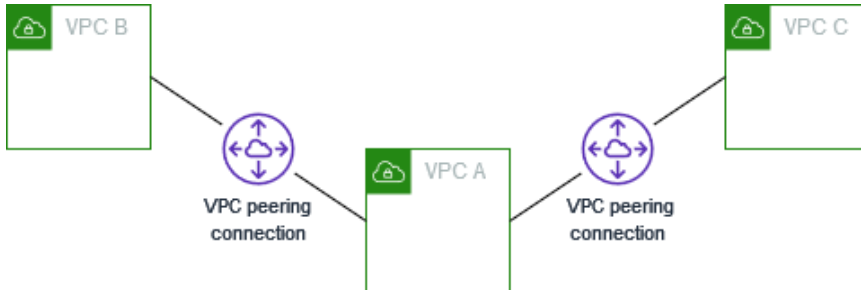 VPC B
VPC C
VPC A
VPC peering
connection
VPC peering
connection